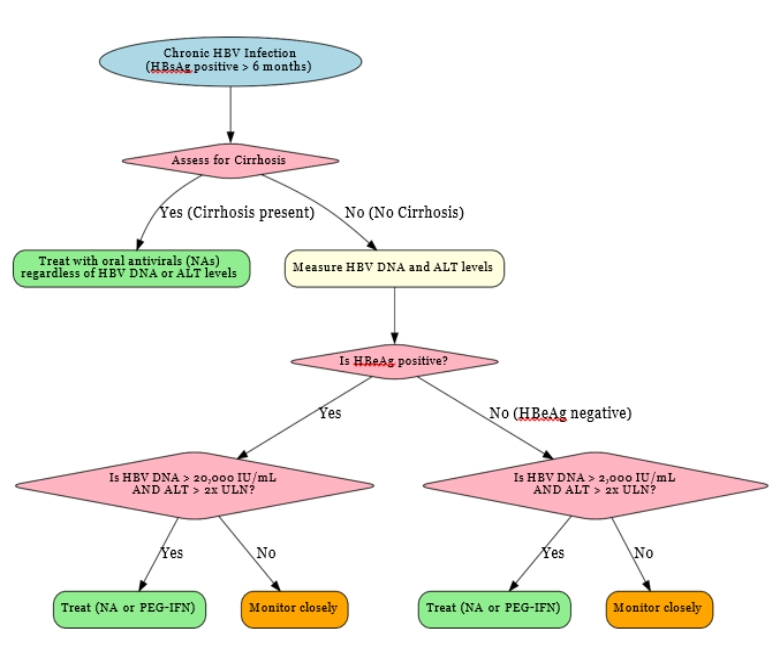 Chronic HBV Infection
(HBsAg positive > 6 months)
Assess for Cirrhosis
Yes (Cirrhosis present)
No (No Cirrhosis)
Treat with oral antivirals (NAs)
regardless of HBV DNA or ALT levels
Measure HBV DNA and ALT levels
Is HBeAg positive?
Yes
No (HBeAg negative)
Is HBV DNA > 20,000 IU/mL
AND ALT > 2x ULN?
Is HBV DNA > 2,000 IU/mL
AND ALT > 2x ULN?
Yes
No
Yes
No
Treat (NA or PEG-IFN)
Monitor closely
Treat (NA or PEG-IFN)
Monitor closely